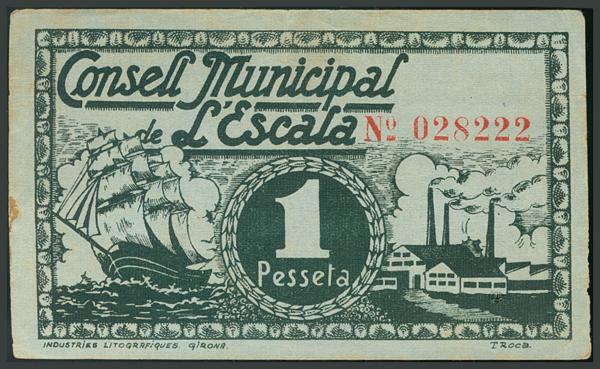 Consell Municipal
de L'Escala
Nº 028222
1
Pesseta
INDUSTRIES LITOGRAFIQUES. GIRONA.
T. ROCA.